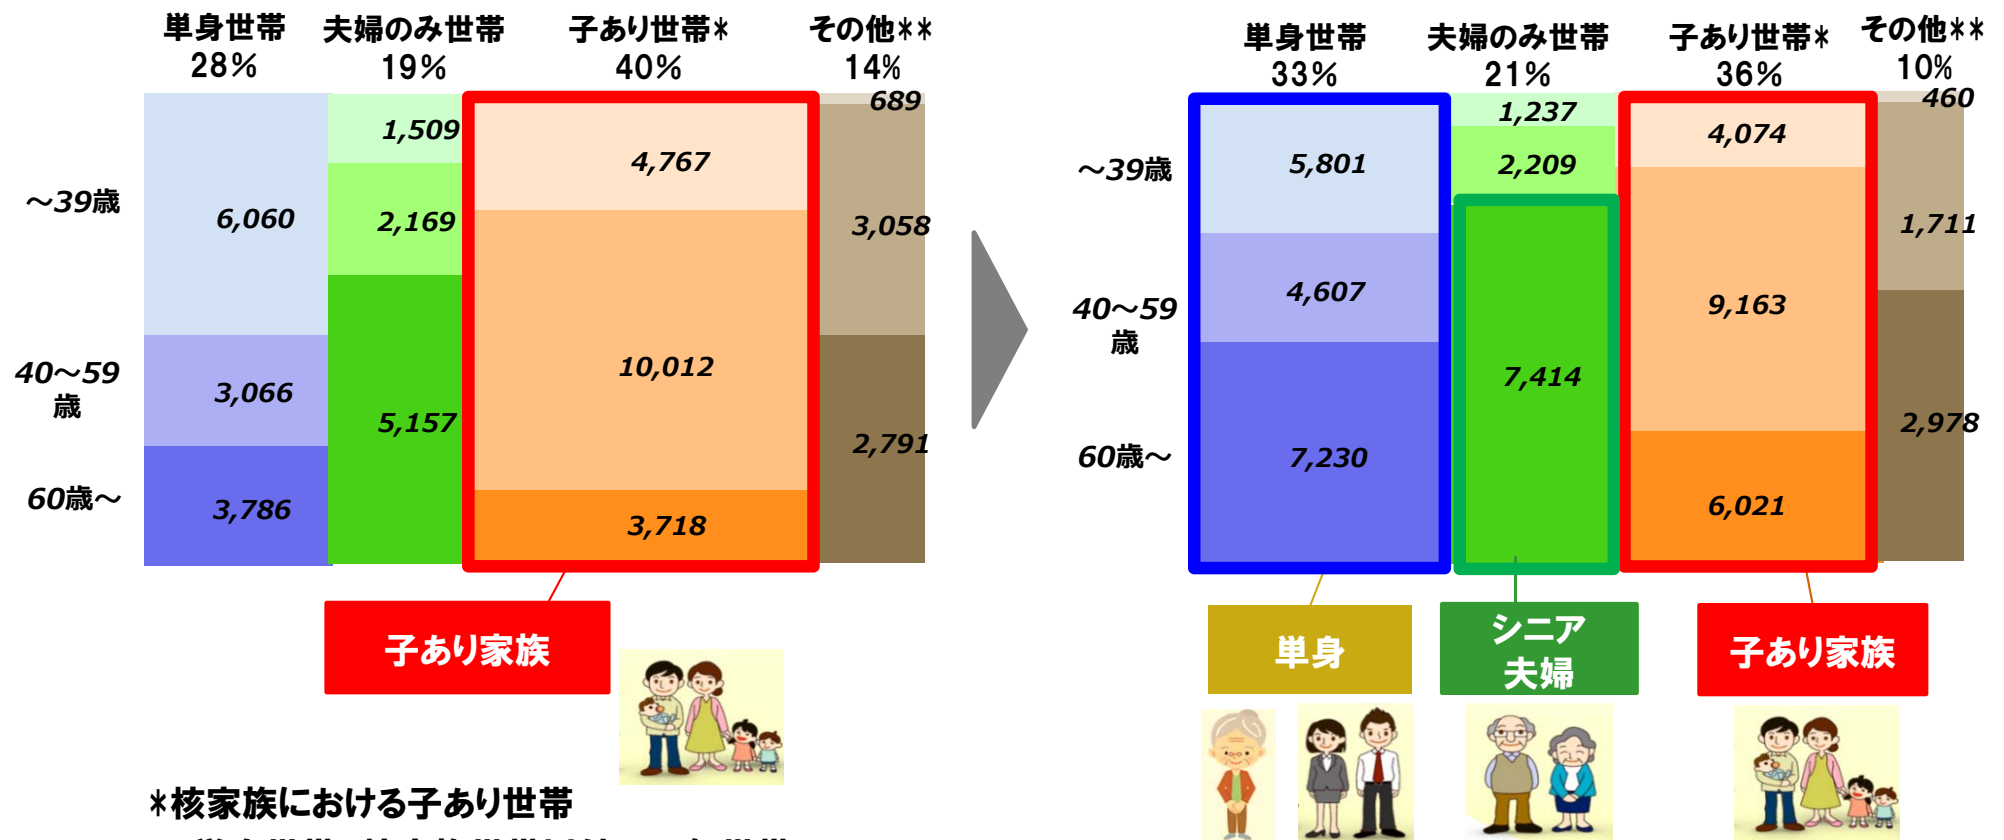 単身世帯 夫婦のみ世帯 子あり世帯* その他**
28% 19% 40% 14%
~39歳
40~59
歳
60歳~
6,060
3,066
3,786
1,509
2,169
5,157
4,767
10,012
3,718
689
3,058
2,791
子あり家族
*核家族における子あり世帯
単身世帯 夫婦のみ世帯 子あり世帯* その他**
33% 21% 36% 10%
~39歳
40~59
歳
60歳~
5,801
4,607
7,230
1,237
2,209
7,414
4,074
9,163
6,021
460
1,711
2,978
単身
シニア
夫婦
子あり家族